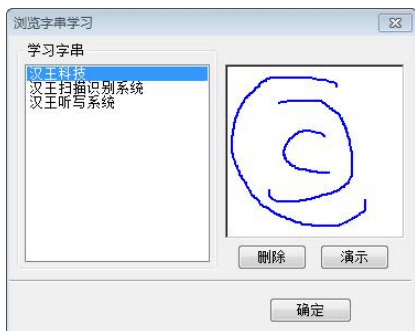 浏览字串学习
学习字串
汉王科技
汉王扫描识别系统
汉王听写系统
删除
演示
确定